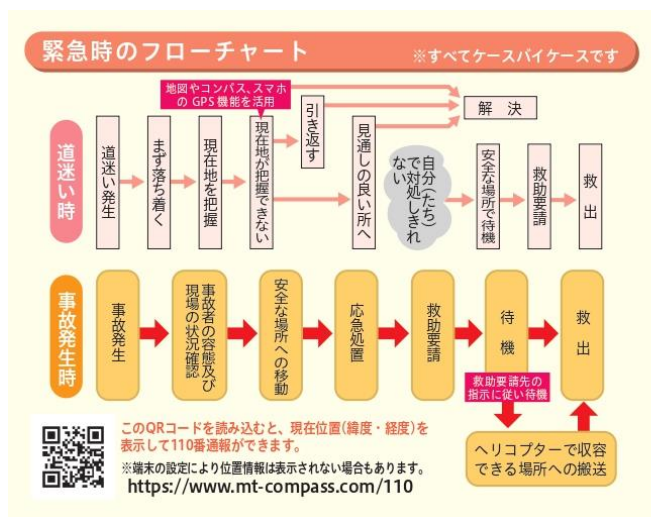 緊急時のフローチャート
※すべてケースバイケースです
地図やコンパス、スマホ
のGPS機能を活用
道迷い時
道迷い発生
まず落ち着く
現在地を把握
現在地が把握できない
引き返す
見通しの良い所へ
解決
自分(たち)
で対処しきれ
ない
安全な場所で待機
救助要請
救出
事故発生時
事故発生
事故者の容態及び
現場の状況確認
安全な場所への移動
応急処置
救助要請
待機
救出
救助要請先の
指示に従い待機
ヘリコプターで収容
できる場所への搬送
このQRコードを読み込むと、現在位置(緯度・経度)を
表示して110番通報ができます。
※端末の設定により位置情報は表示されない場合もあります。
https://www.mt-compass.com/110